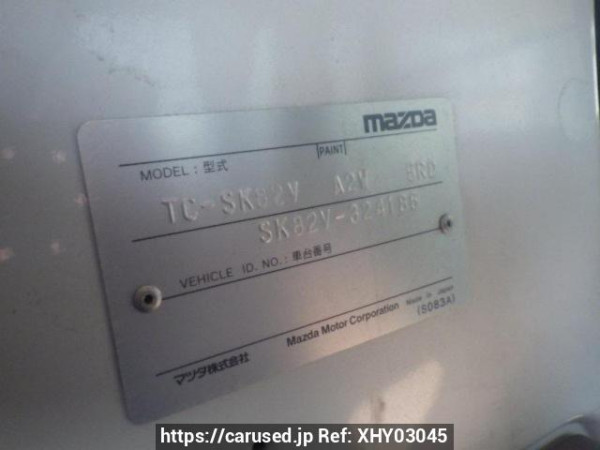 mazda
MODEL : 型式 PAINT
TC-SK82V A2V
SK82V-324186
VEHICLE ID. NO. : 車台番号
マツダ株式会社 Mazda Motor Corporation Made in Japan
(S083A)
https://carused.jp Ref: XHY03045